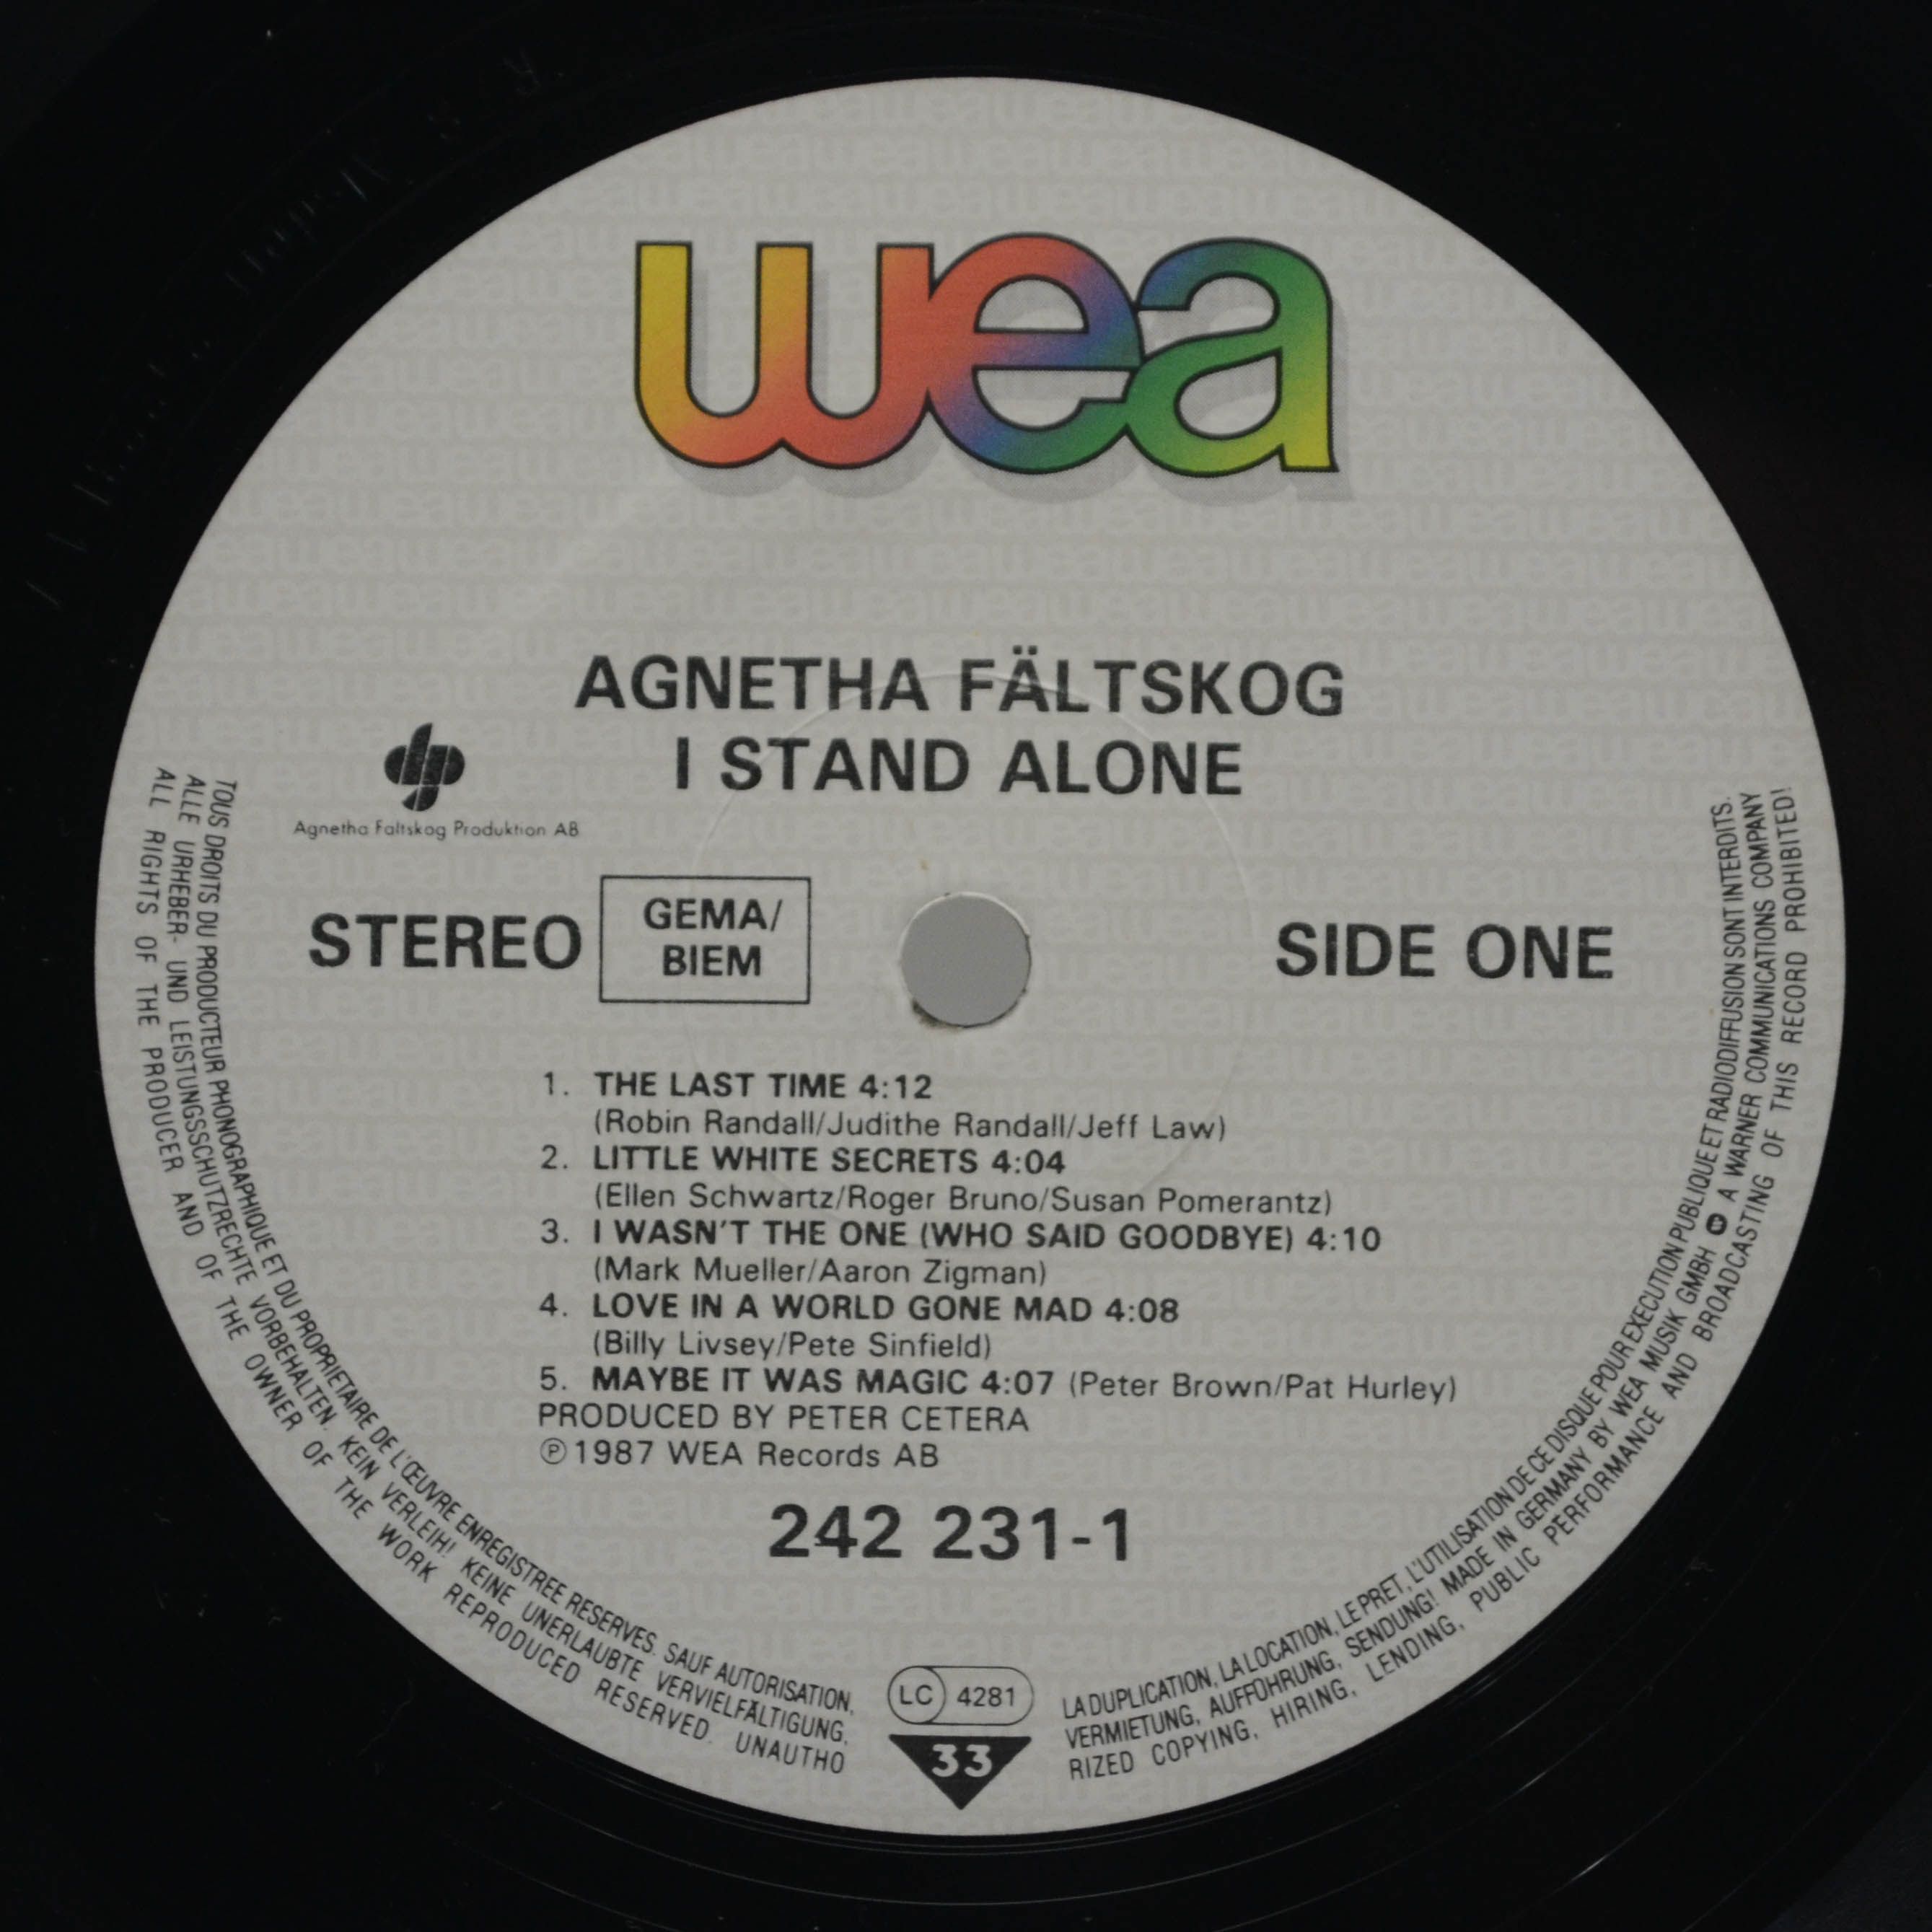 wea
AGNETHA FÄLTSKOG
I STAND ALONE
Agnetha Fältskog Produktion AB
STEREO
GEMA/
BIEM
SIDE ONE
1. THE LAST TIME 4:12
(Robin Randall/Judithe Randall/Jeff Law)
2. LITTLE WHITE SECRETS 4:04
(Ellen Schwartz/Roger Bruno/Susan Pomerantz)
3. I WASN'T THE ONE (WHO SAID GOODBYE) 4:10
(Mark Mueller/Aaron Zigman)
4. LOVE IN A WORLD GONE MAD 4:08
(Billy Livsey/Pete Sinfield)
5. MAYBE IT WAS MAGIC 4:07 (Peter Brown/Pat Hurley)
PRODUCED BY PETER CETERA
℗1987 WEA Records AB
242 231-1
LC 4281
33
TOUS DROITS DU PRODUCTEUR PHONOGRAPHIQUE ET DU PROPRIETAIRE DE L'ŒUVRE ENREGISTREE RESERVES. SAUF AUTORISATION, LA DUPLICATION, LA LOCATION, LE PRET, L'UTILISATION DE CE DISQUE POUR EXECUTION PUBLIQUE ET RADIODIFFUSION SONT INTERDITS.
ALLE URHEBER- UND LEISTUNGSSCHUTZRECHTE VORBEHALTEN. KEIN VERLEIH! KEINE UNERLAUBTE VERVIELFÄLTIGUNG, VERMIETUNG, AUFFÜHRUNG, SENDUNG! MADE IN GERMANY BY WEA MUSIK GMBH A WARNER COMMUNICATIONS COMPANY
ALL RIGHTS OF THE PRODUCER AND OF THE OWNER OF THE WORK REPRODUCED RESERVED. UNAUTHORIZED COPYING, HIRING, LENDING, PUBLIC PERFORMANCE AND BROADCASTING OF THIS RECORD PROHIBITED!